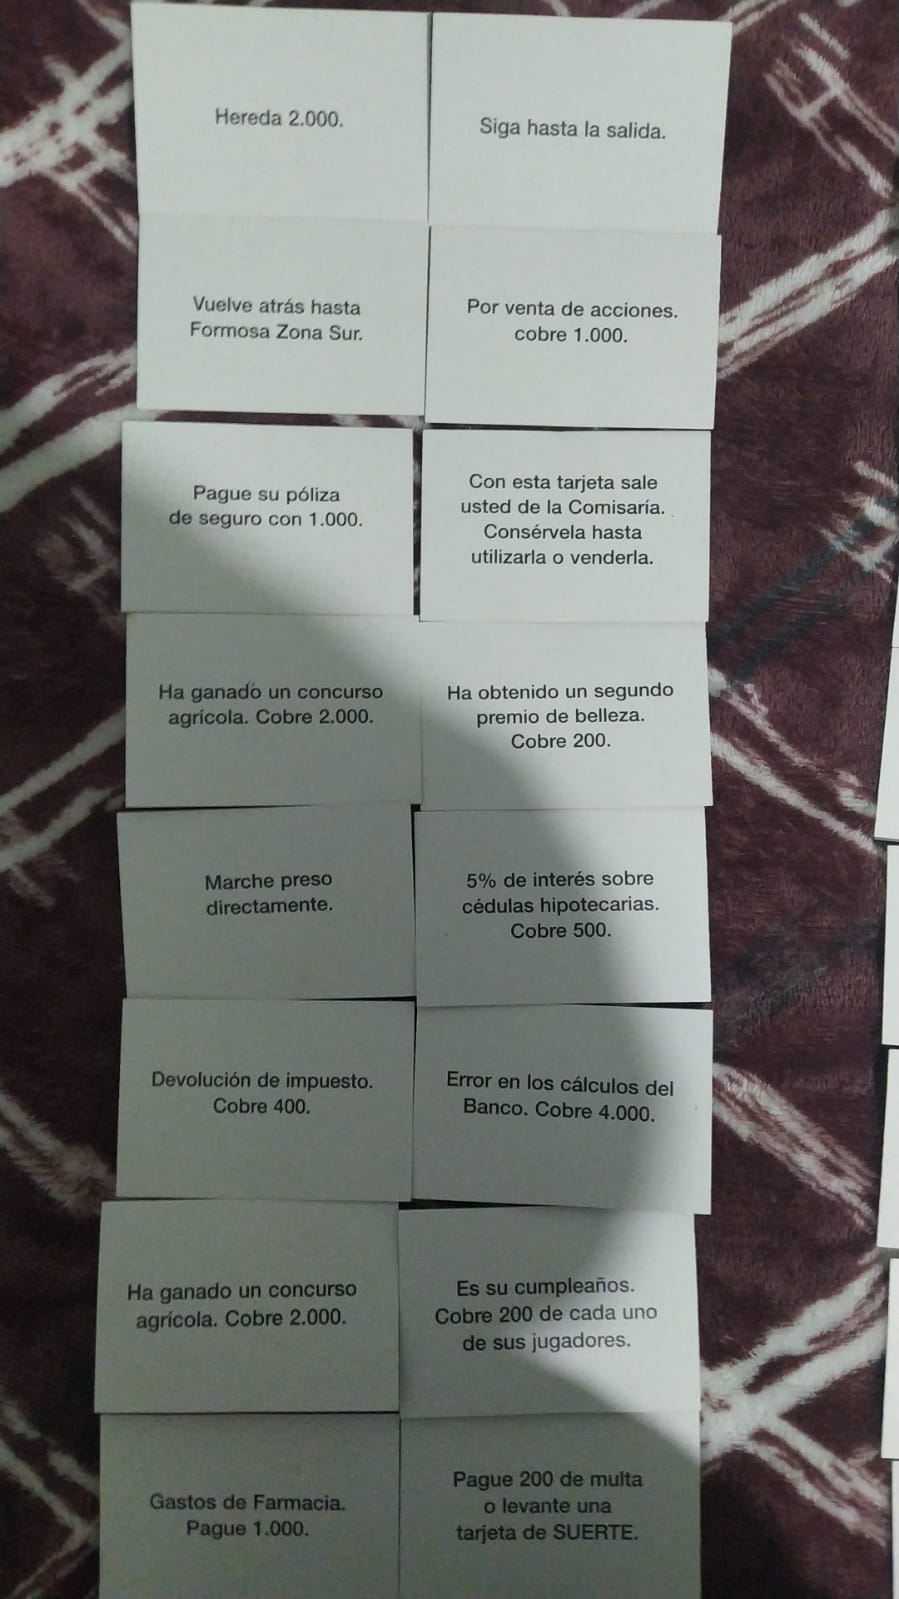 Hereda 2.000.
Siga hasta la salida.
Vuelve atrás hasta
Formosa Zona Sur.
Por venta de acciones.
cobre 1.000.
Pague su póliza
de seguro con 1.000.
Con esta tarjeta sale
usted de la Comisaría.
Consérvela hasta
utilizarla o venderla.
Ha ganado un concurso
agrícola. Cobre 2.000.
Ha obtenido un segundo
premio de belleza.
Cobre 200.
Marche preso
directamente.
5% de interés sobre
cédulas hipotecarias.
Cobre 500.
Devolución de impuesto.
Cobre 400.
Error en los cálculos del
Banco. Cobre 4.000.
Ha ganado un concurso
agrícola. Cobre 2.000.
Es su cumpleaños.
Cobre 200 de cada uno
de sus jugadores.
Gastos de Farmacia.
Pague 1.000.
Pague 200 de multa
o levante una
tarjeta de SUERTE.